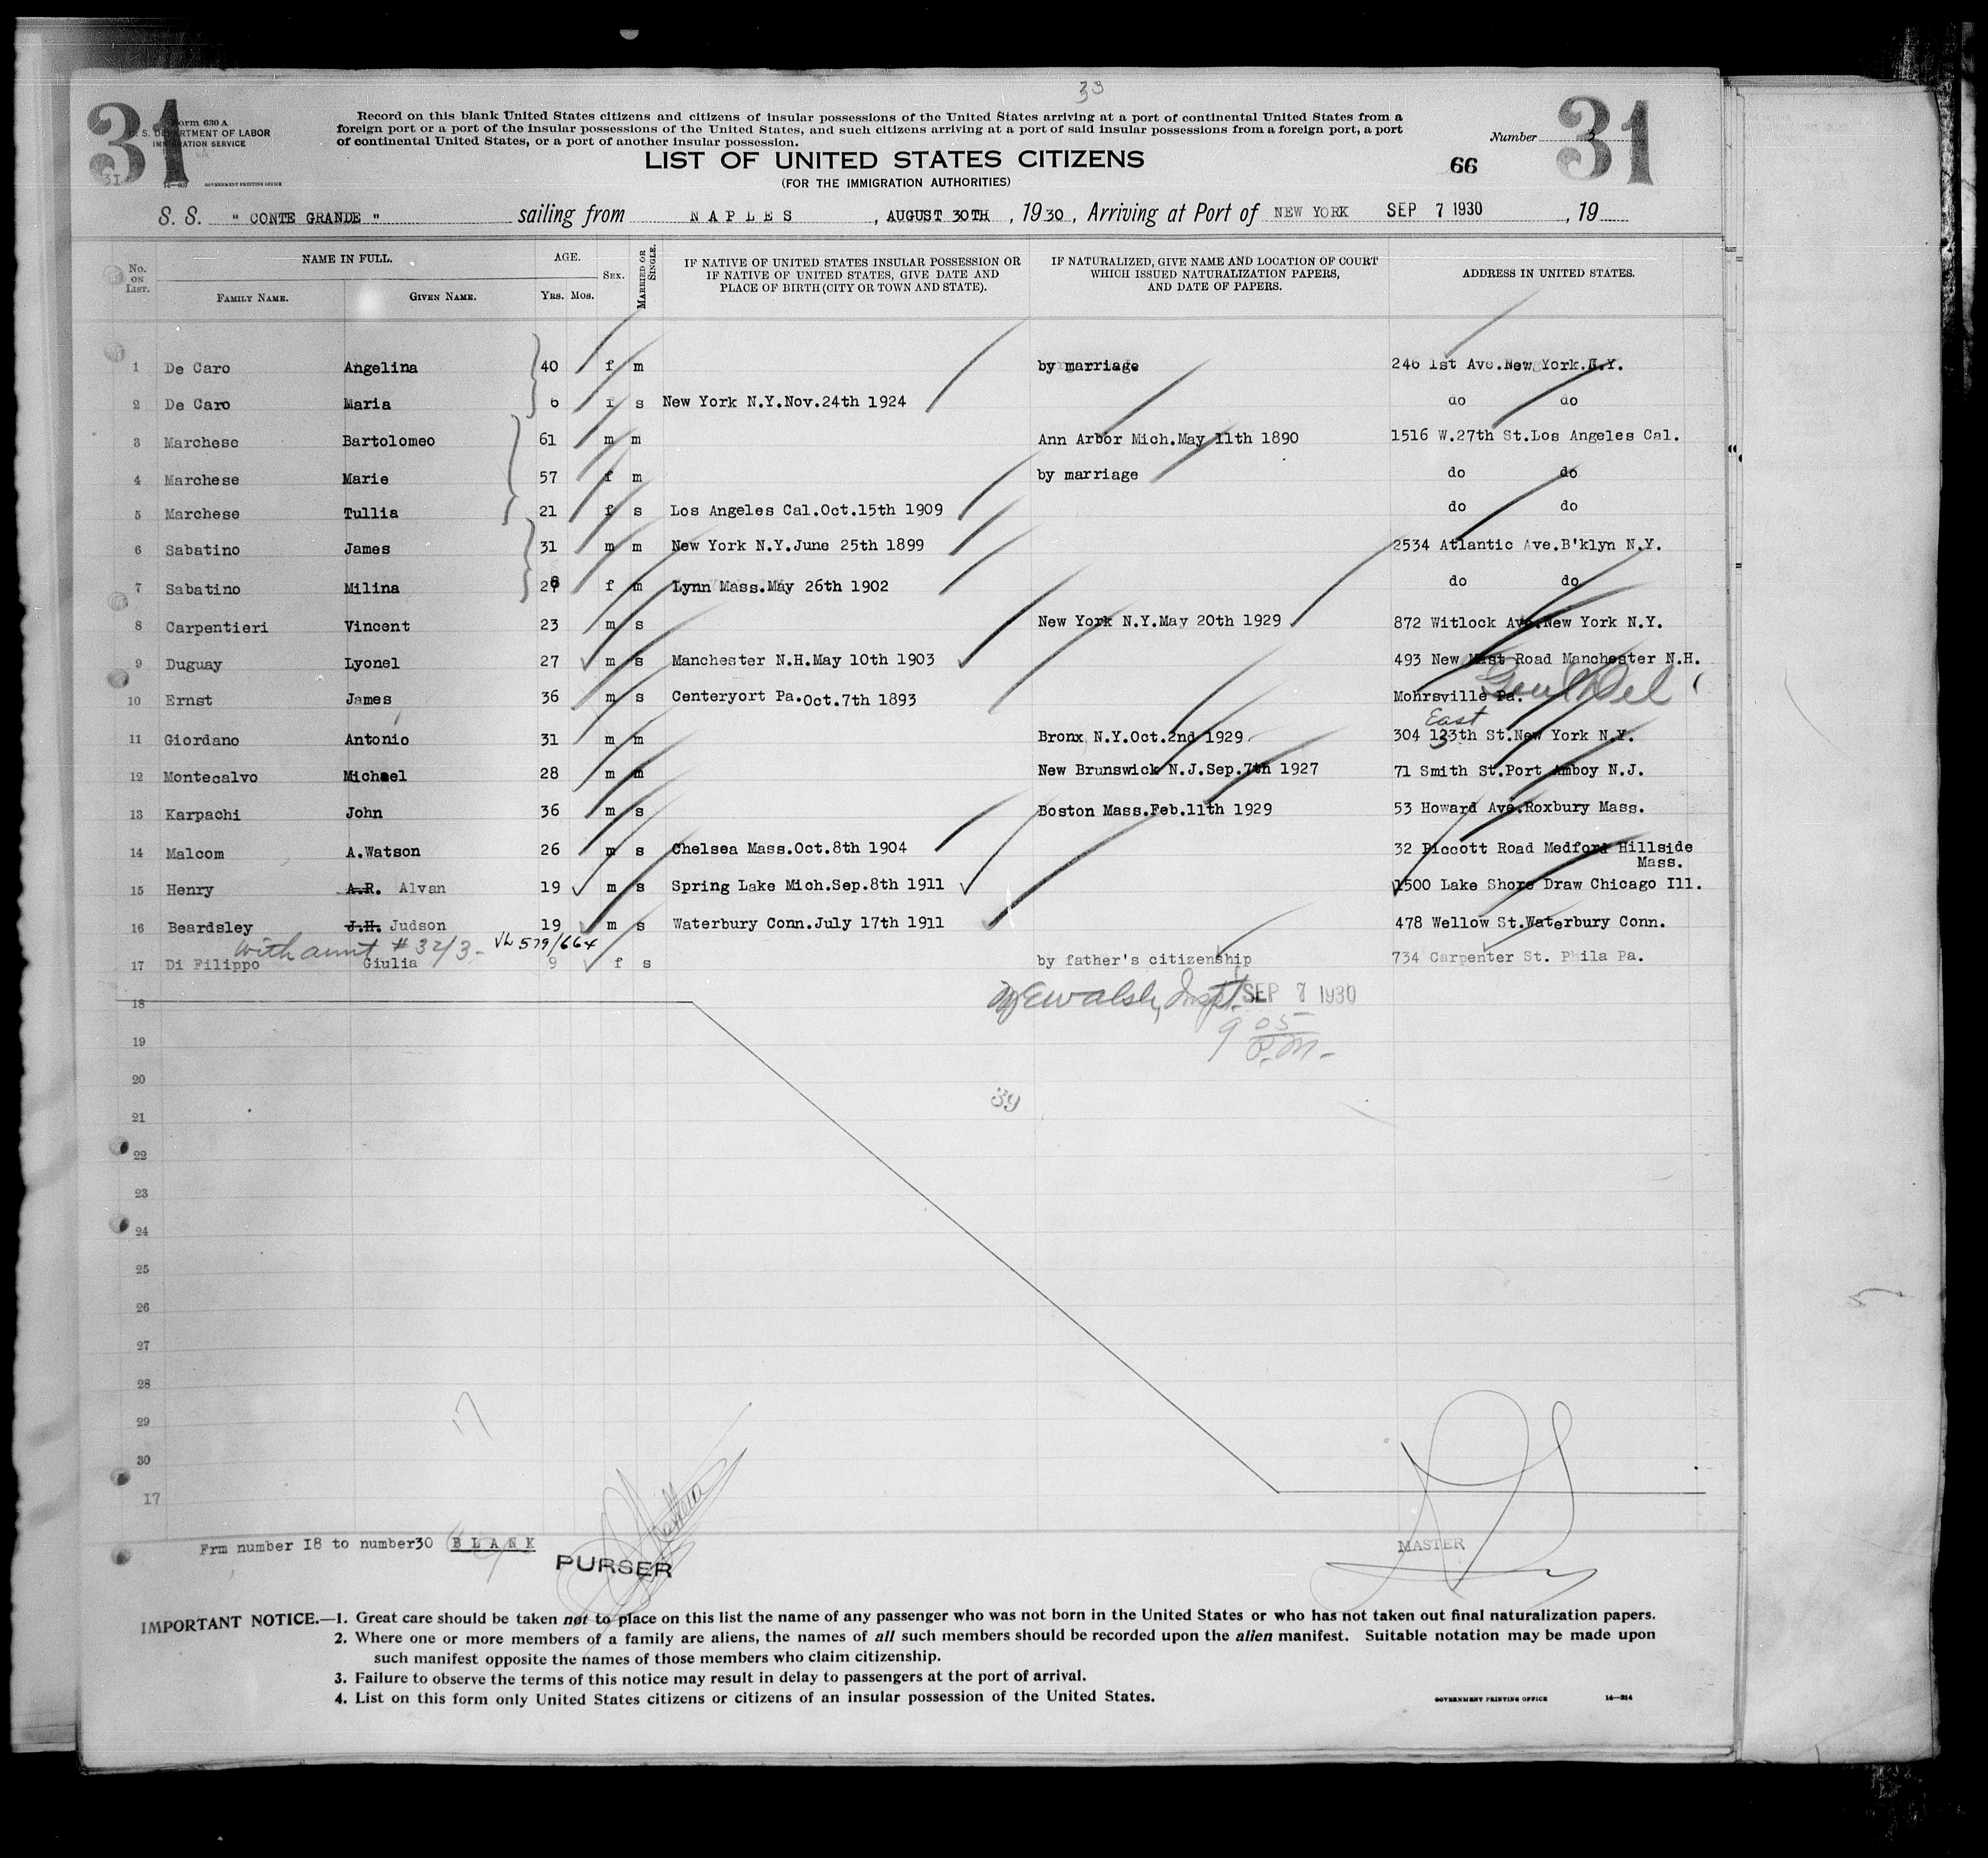 33
31
Form 630 A
U. S. DEPARTMENT OF LABOR
IMMIGRATION SERVICE
31
GOVERNMENT PRINTING OFFICE
Record on this blank United States citizens and citizens of insular possessions of the United States arriving at a port of continental United States from a
foreign port or a port of the insular possessions of the United States, and such citizens arriving at a port of said insular possessions from a foreign port, a port
of continental United States, or a port of another insular possession.
LIST OF UNITED STATES CITIZENS
(FOR THE IMMIGRATION AUTHORITIES)
Number 3
66
31
S. S. " CONTE GRANDE " sailing from NAPLES, AUGUST 30TH, 1930, Arriving at Port of NEW YORK SEP 7 1930, 19
No. ON LIST.
NAME IN FULL.
FAMILY NAME. GIVEN NAME.
AGE.
YRS. MOS.
SEX.
MARRIED OR SINGLE.
IF NATIVE OF UNITED STATES INSULAR POSSESSION OR
IF NATIVE OF UNITED STATES, GIVE DATE AND
PLACE OF BIRTH (CITY OR TOWN AND STATE).
IF NATURALIZED, GIVE NAME AND LOCATION OF COURT
WHICH ISSUED NATURALIZATION PAPERS,
AND DATE OF PAPERS.
ADDRESS IN UNITED STATES.
1 De Caro Angelina 40 f m by marriage 246 1st Ave.New York.N.Y.
2 De Caro Maria 6 f s New York N.Y.Nov.24th 1924 do do
3 Marchese Bartolomeo 61 m m Ann Arbor Mich.May 11th 1890 1516 W.27th St.Los Angeles Cal.
4 Marchese Marie 57 f m by marriage do do
5 Marchese Tullia 21 f s Los Angeles Cal.Oct.15th 1909 do do
6 Sabatino James 31 m m New York N.Y.June 25th 1899 2534 Atlantic Ave.B'klyn N.Y.
7 Sabatino Milina 28 f m Lynn Mass.May 26th 1902 do do
8 Carpentieri Vincent 23 m s New York N.Y.May 20th 1929 872 Witlock Ave.New York N.Y.
9 Duguay Lyonel 27 m s Manchester N.H.May 10th 1903 493 New Mast Road Manchester N.H.
10 Ernst James 36 m s Centeryort Pa.Oct.7th 1893 Mohrsville Pa.
East
11 Giordano Antonio 31 m m Bronx N.Y.Oct.2nd 1929 304 133th St.New York N.Y.
12 Montecalvo Michael 28 m m New Brunswick N.J.Sep.7th 1927 71 Smith St.Port Amboy N.J.
13 Karpachi John 36 m s Boston Mass.Feb.11th 1929 53 Howard Ave.Roxbury Mass.
14 Malcom A.Watson 26 m s Chelsea Mass.Oct.8th 1904 32 Piccott Road Medford Hillside
Mass.
15 Henry A.R. Alvan 19 m s Spring Lake Mich.Sep.8th 1911 1500 Lake Shore Draw Chicago Ill.
16 Beardsley J.H. Judson 19 m s Waterbury Conn.July 17th 1911 478 Wellow St.Waterbury Conn.
With aunt # 32/3- VL 579/664
17 Di Filippo Giulia 9 f s by father's citizenship 734 Carpenter St. Phila Pa.
18
Walsh, Inspt. SEP 7 1930
9 05
P.M.
19
20
39
21
22
23
24
25
26
27
28
29
17
30
17
Frm number I8 to number30 BLANK
PURSER
MASTER
IMPORTANT NOTICE.—1. Great care should be taken not to place on this list the name of any passenger who was not born in the United States or who has not taken out final naturalization papers.
2. Where one or more members of a family are aliens, the names of all such members should be recorded upon the alien manifest. Suitable notation may be made upon
such manifest opposite the names of those members who claim citizenship.
3. Failure to observe the terms of this notice may result in delay to passengers at the port of arrival.
4. List on this form only United States citizens or citizens of an insular possession of the United States.
GOVERNMENT PRINTING OFFICE 14—214